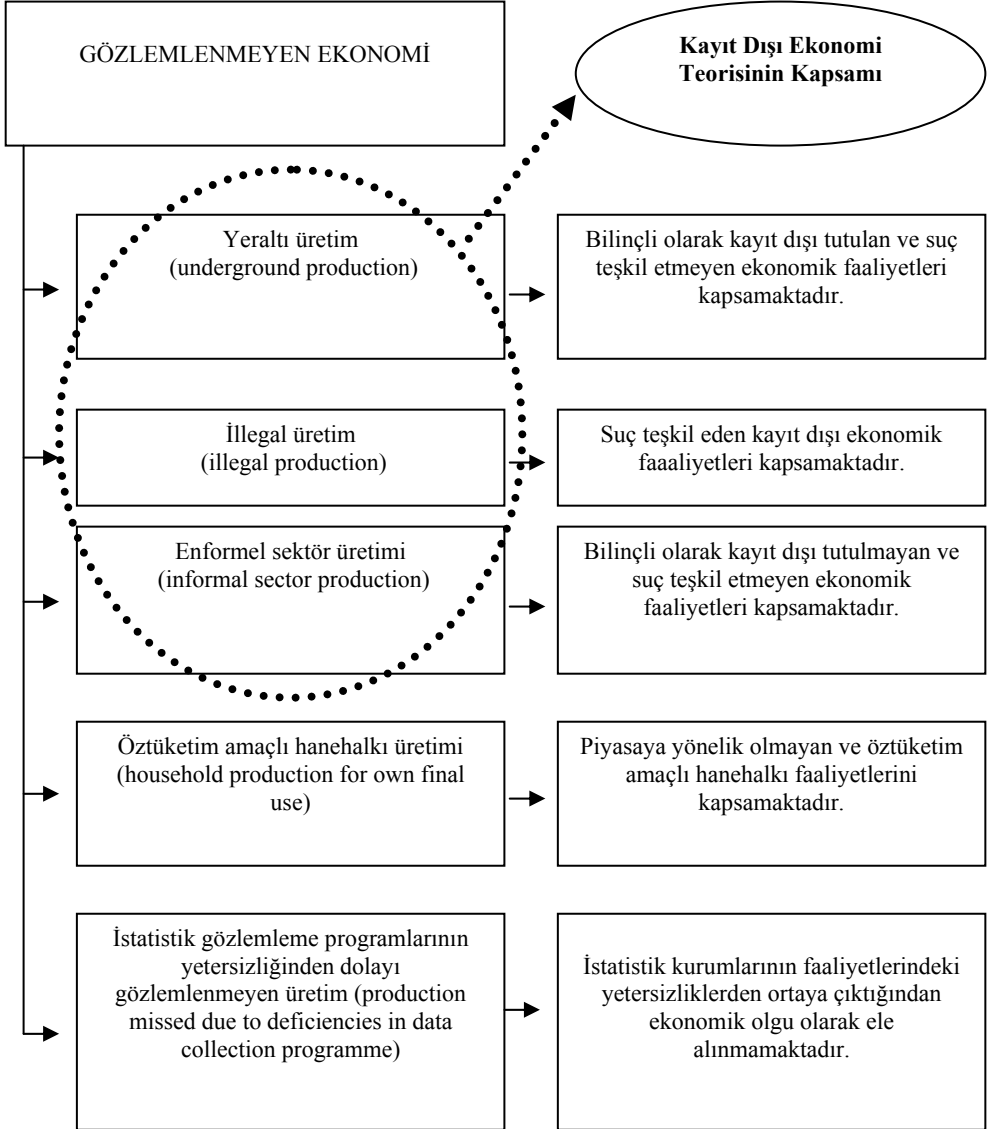 GÖZLEMLENMEYEN EKONOMİ
Kayıt Dışı Ekonomi
Teorisinin Kapsamı
Yeraltı üretim
(underground production)
Bilinçli olarak kayıt dışı tutulan ve suç
teşkil etmeyen ekonomik faaliyetleri
kapsamaktadır.
İllegal üretim
(illegal production)
Suç teşkil eden kayıt dışı ekonomik
faaaliyetleri kapsamaktadır.
Enformel sektör üretimi
(informal sector production)
Bilinçli olarak kayıt dışı tutulmayan ve
suç teşkil etmeyen ekonomik
faaliyetleri kapsamaktadır.
Öztüketim amaçlı hanehalkı üretimi
(household production for own final
use)
Piyasaya yönelik olmayan ve öztüketim
amaçlı hanehalkı faaliyetlerini
kapsamaktadır.
İstatistik gözlemleme programlarının
yetersizliğinden dolayı
gözlemlenmeyen üretim (production
missed due to deficiencies in data
collection programme)
İstatistik kurumlarının faaliyetlerindeki
yetersizliklerden ortaya çıktığından
ekonomik olgu olarak ele
alınmamaktadır.